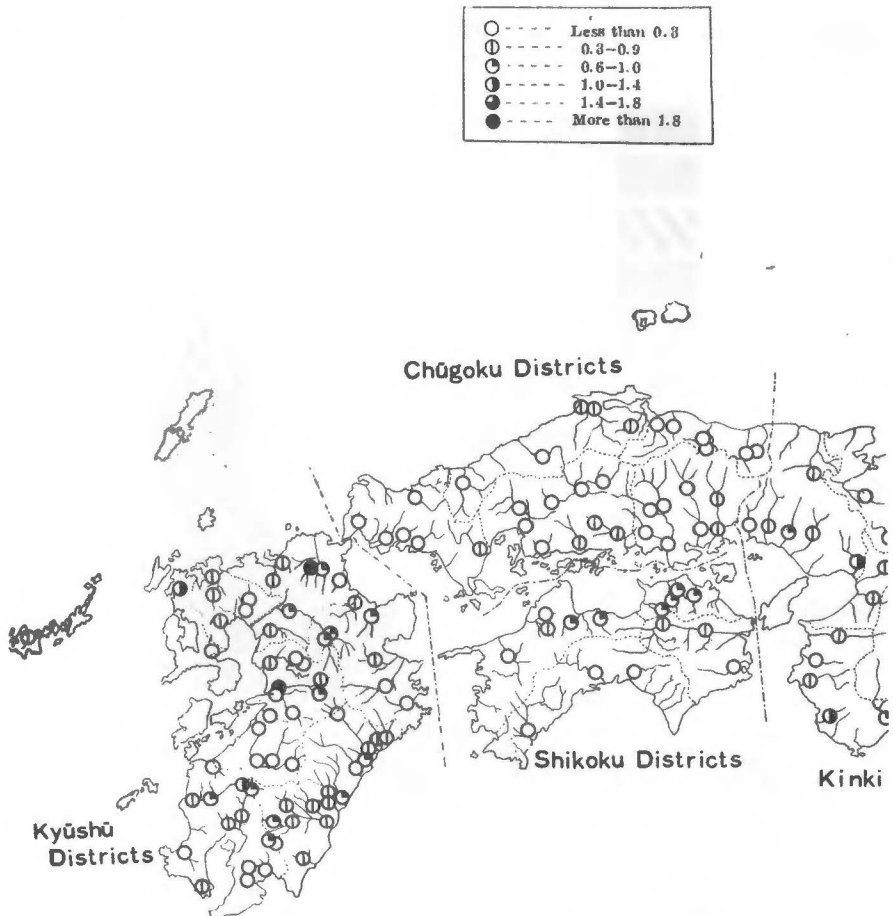 Less than 0.3
0.3-0.9
0.6-1.0
1.0-1.4
1.4-1.8
More than 1.8
Chūgoku Districts
Shikoku Districts
Kinki
Kyūshū
Districts